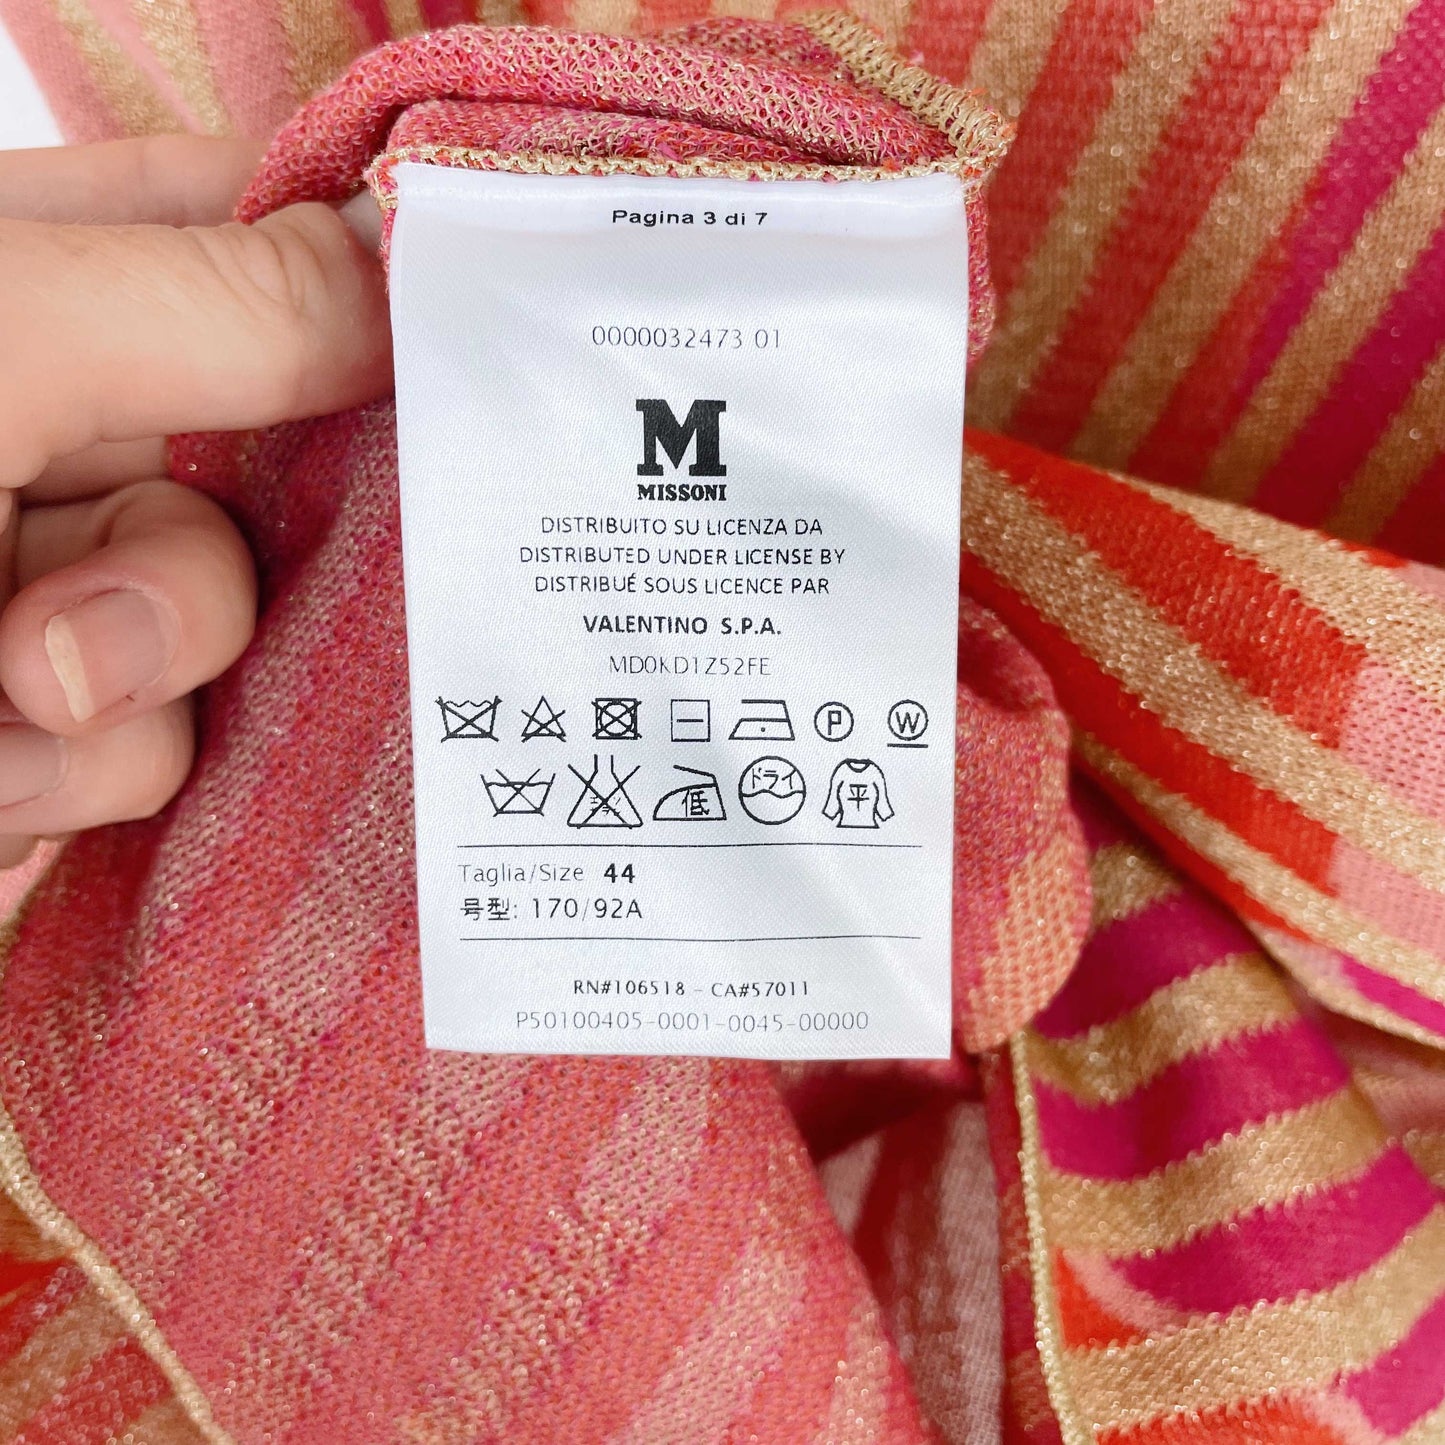 Pagina 3 di 7
0000032473 01
M
MISSONI
DISTRIBUITO SU LICENZA DA
DISTRIBUTED UNDER LICENSE BY
DISTRIBUÉ SOUS LICENCE PAR
VALENTINO S.P.A.
MD0KD1Z52FE
P W
低 ドライ 平
Taglia/Size 44
号型: 170/92A
RN#106518 - CA#57011
P50100405-0001-0045-00000